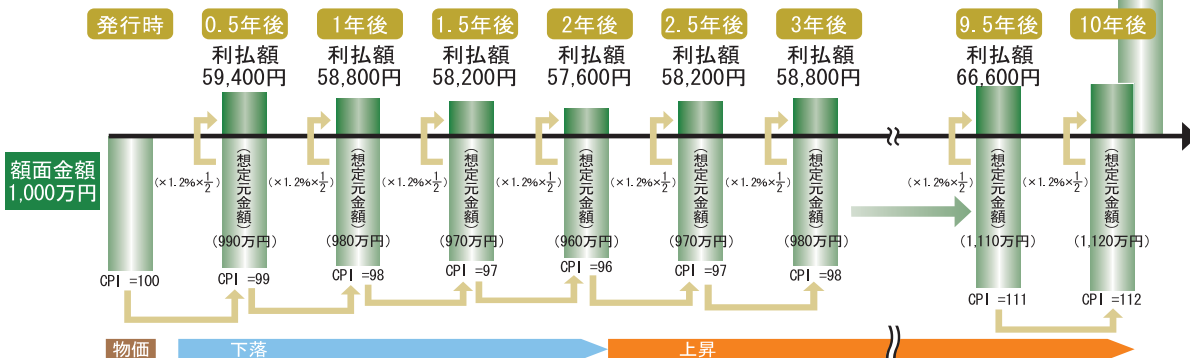 発行時
0.5年後
1年後
1.5年後
2年後
2.5年後
3年後
9.5年後
10年後
利払額
59,400円
利払額
58,800円
利払額
58,200円
利払額
57,600円
利払額
58,200円
利払額
58,800円
利払額
66,600円
額面金額
1,000万円
(×1.2%×1/2)
(×1.2%×1/2)
(×1.2%×1/2)
(×1.2%×1/2)
(×1.2%×1/2)
(×1.2%×1/2)
(×1.2%×1/2)
(×1.2%×1/2)
(想定元金額)
(990万円)
(想定元金額)
(980万円)
(想定元金額)
(970万円)
(想定元金額)
(960万円)
(想定元金額)
(970万円)
(想定元金額)
(980万円)
(想定元金額)
(1,110万円)
(想定元金額)
(1,120万円)
CPI =100
CPI =99
CPI =98
CPI =97
CPI =96
CPI =97
CPI =98
CPI =111
CPI =112
物価
下落
上昇